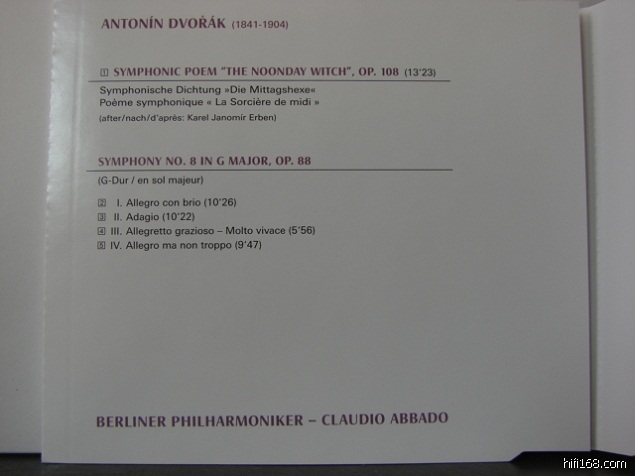 ANTONÍN DVOŘÁK (1841-1904)
1 SYMPHONIC POEM "THE NOONDAY WITCH", OP. 108 (13'23)
Symphonische Dichtung »Die Mittagshexe«
Poème symphonique « La Sorcière de midi »
(after/nach/d'après: Karel Janomír Erben)
SYMPHONY NO. 8 IN G MAJOR, OP. 88
(G-Dur / en sol majeur)
2 I. Allegro con brio (10'26)
3 II. Adagio (10'22)
4 III. Allegretto grazioso – Molto vivace (5'56)
5 IV. Allegro ma non troppo (9'47)
BERLINER PHILHARMONIKER – CLAUDIO ABBADO
hifi168.com